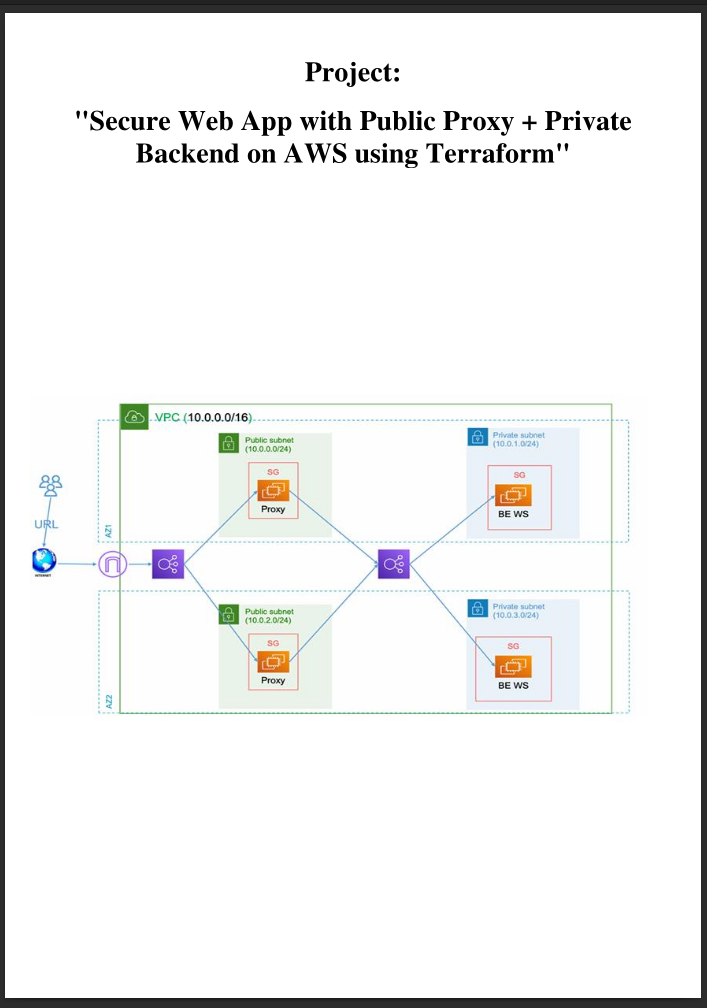 Project:
"Secure Web App with Public Proxy + Private
Backend on AWS using Terraform"
VPC (10.0.0.0/16)
Public subnet
(10.0.0.0/24)
SG
Proxy
Private subnet
(10.0.1.0/24)
SG
BE WS
AZ1
URL
INTERNET
Public subnet
(10.0.2.0/24)
SG
Proxy
Private subnet
(10.0.3.0/24)
SG
BE WS
AZ2